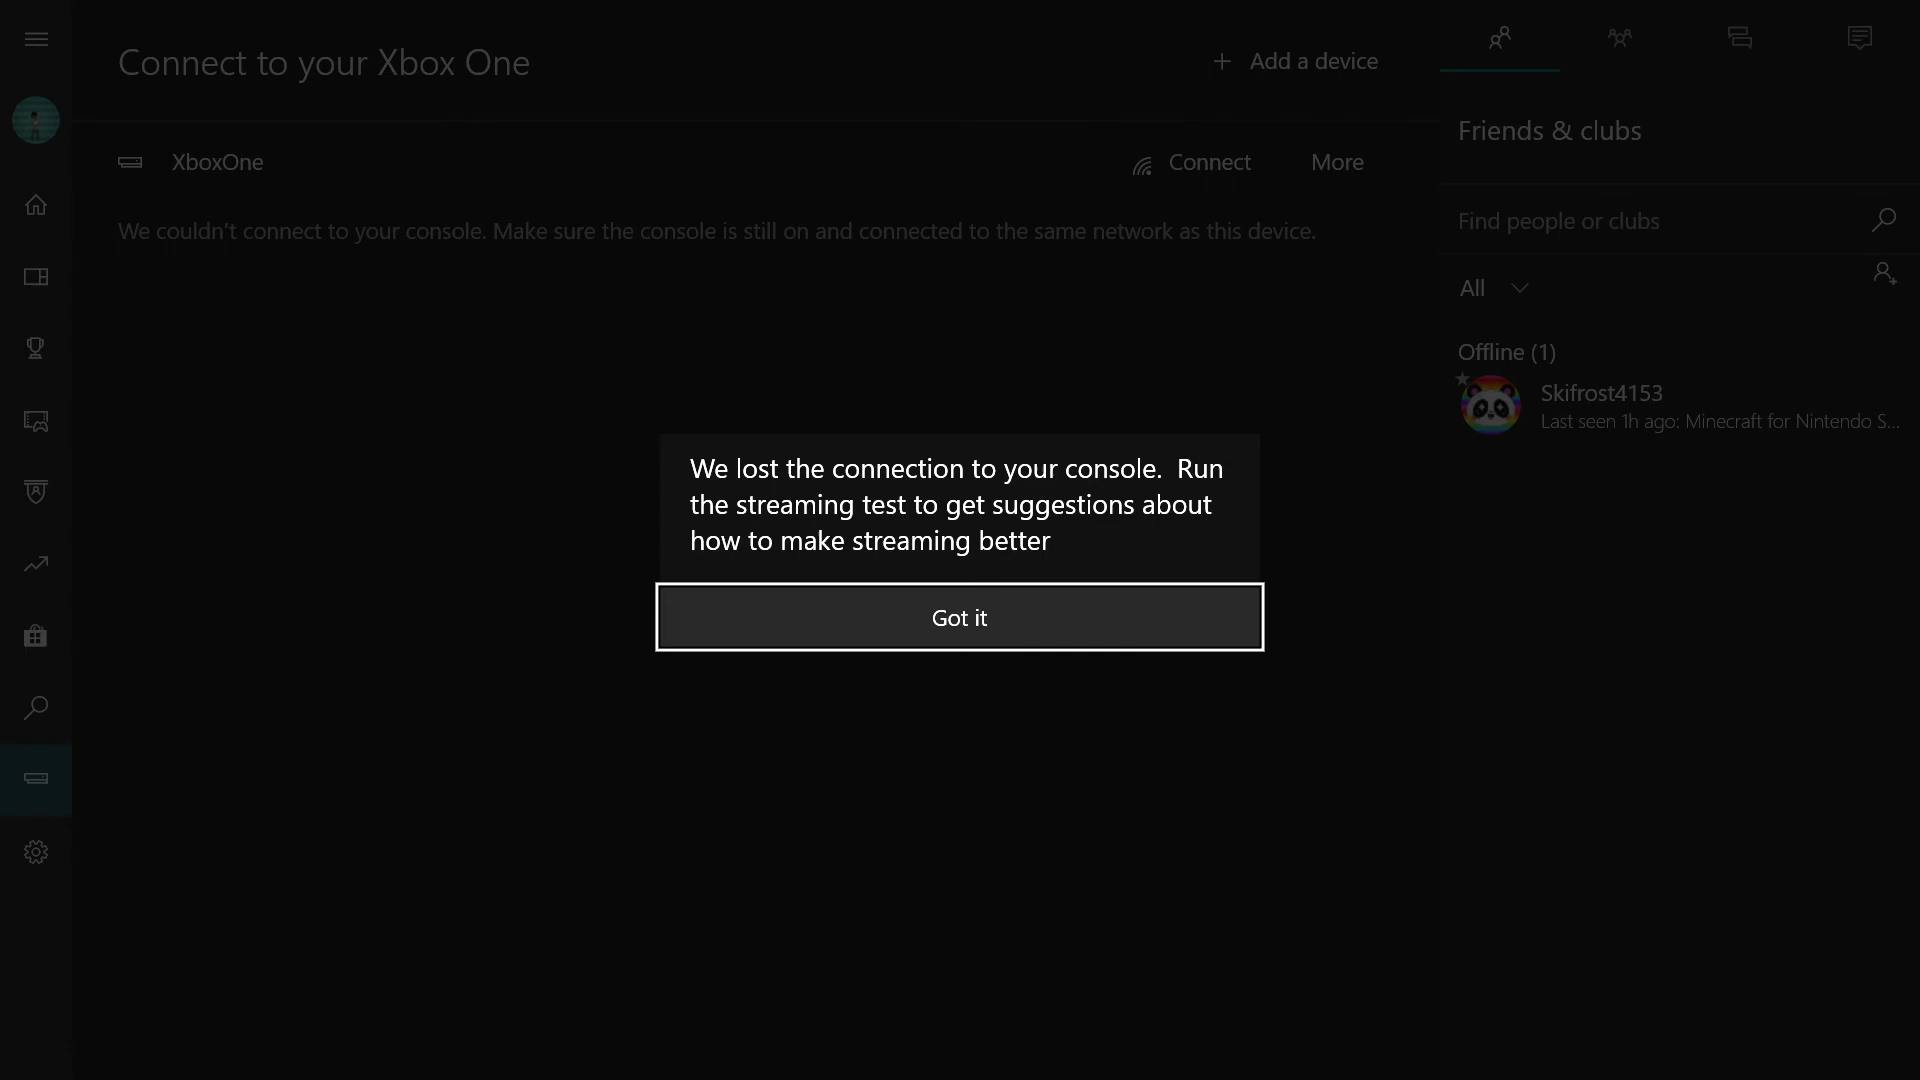 Connect to your Xbox One
+ Add a device
XboxOne
Connect
More
We couldn't connect to your console. Make sure the console is still on and connected to the same network as this device.
Friends & clubs
Find people or clubs
All
Offline (1)
Skifrost4153
Last seen 1h ago: Minecraft for Nintendo S...
We lost the connection to your console.  Run
the streaming test to get suggestions about
how to make streaming better
Got it